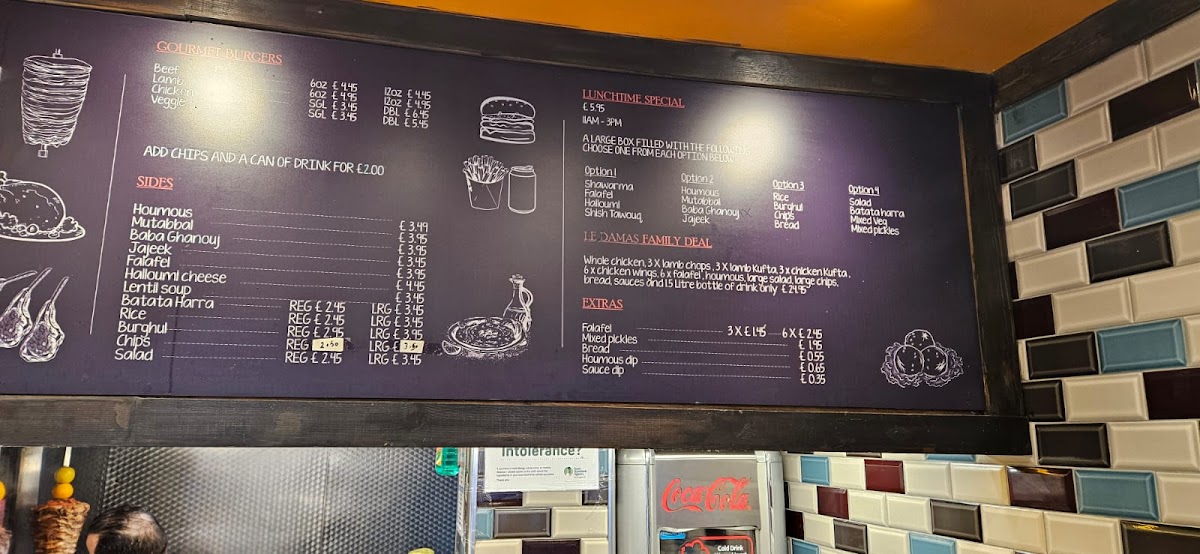 GOURMET BURGERS
Beef 6oz £ 4.45 12oz £ 4.45
Lamb 6oz £ 4.95 12oz £ 4.95
Chicken SGL £ 3.45 DBL £ 6.45
Veggie SGL £ 3.45 DBL £ 5.45
ADD CHIPS AND A CAN OF DRINK FOR £2.00
SIDES
Houmous £ 3.49
Mutabbal £ 3.95
Baba Ghanouj £ 3.95
Jajeek £ 3.95
Falafel £ 3.95
Halloumi cheese £ 4.45
Lentil soup £ 3.45
Batata Harra REG £ 2.45 LRG £ 3.45
Rice REG £ 2.45 LRG £ 3.45
Burghul REG £ 2.95 LRG £ 3.95
Chips REG 2.50 LRG £ 3.50
Salad REG £ 2.45 LRG £ 3.45
LUNCHTIME SPECIAL
£ 5.95
11AM - 3PM
A LARGE BOX FILLED WITH THE FOLLOWING
CHOOSE ONE FROM EACH OPTION BELOW
Option 1
Shawarma
Falafel
Halloumi
Shish Tawouq
Option 2
Houmous
Mutabbal
Baba Ghanouj
Jajeek
Option 3
Rice
Burghul
Chips
Bread
Option 4
Salad
Batata harra
Mixed Veg
Mixed pickles
LE DAMAS FAMILY DEAL
Whole chicken, 3 X lamb chops , 3 X lamb Kufta, 3 x chicken Kufta ,
6 x chicken wings, 6 x falafel , houmous, large salad, large chips,
bread, sauces and 1.5 Litre bottle of drink only £ 24.95
EXTRAS
Falafel 3 X £ 1.45 6 X £ 2.45
Mixed pickles £ 1.95
Bread £ 0.55
Houmous dip £ 0.65
Sauce dip £ 0.35
Intolerance?
Coca-Cola
Cold Drink